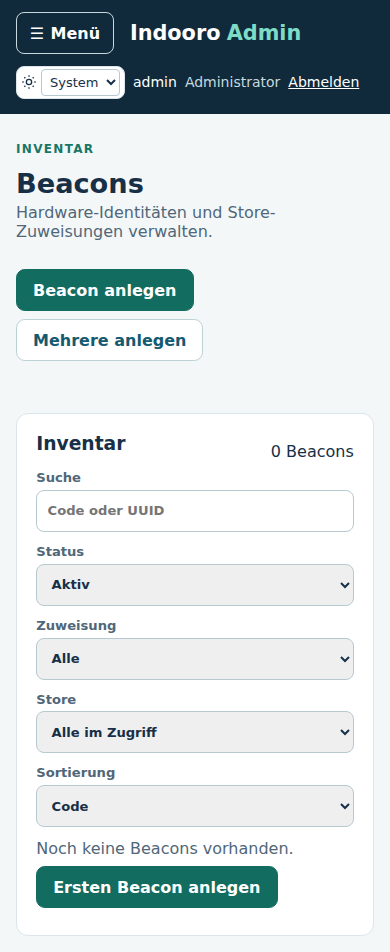 ☰ Menü
Indooro Admin
System
admin Administrator Abmelden
INVENTAR
Beacons
Hardware-Identitäten und Store-
Zuweisungen verwalten.
Beacon anlegen
Mehrere anlegen
Inventar
0 Beacons
Suche
Code oder UUID
Status
Aktiv
Zuweisung
Alle
Store
Alle im Zugriff
Sortierung
Code
Noch keine Beacons vorhanden.
Ersten Beacon anlegen